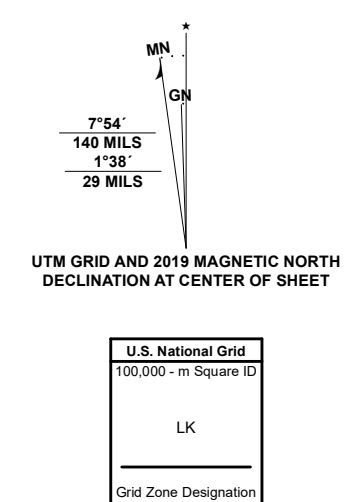 ★
MN
GN
7°54´
140 MILS
1°38´
29 MILS
UTM GRID AND 2019 MAGNETIC NORTH
DECLINATION AT CENTER OF SHEET
U.S. National Grid
100,000 - m Square ID
LK
Grid Zone Designation